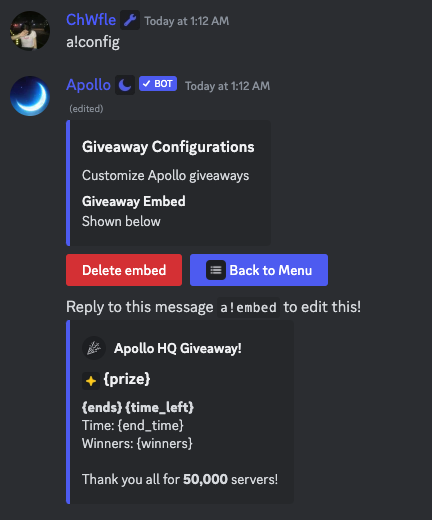 ChWfle Today at 1:12 AM
a!config
Apollo BOT Today at 1:12 AM
(edited)
Giveaway Configurations
Customize Apollo giveaways
Giveaway Embed
Shown below
Delete embed Back to Menu
Reply to this message a!embed to edit this!
Apollo HQ Giveaway!
{prize}
{ends} {time_left}
Time: {end_time}
Winners: {winners}
Thank you all for 50,000 servers!